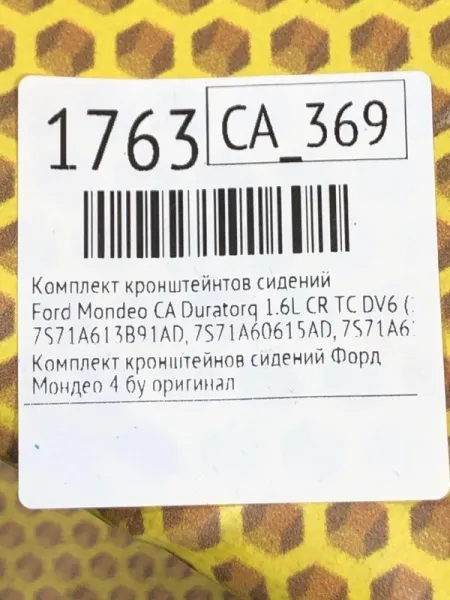 1763 CA_369
Комплект кронштейнтов сидений
Ford Mondeo CA Duratorq 1.6L CR TC DV6 (
7S71A613B91AD, 7S71A60615AD, 7S71A6
Комплект кронштейнов сидений Форд
Мондео 4 бу оригинал